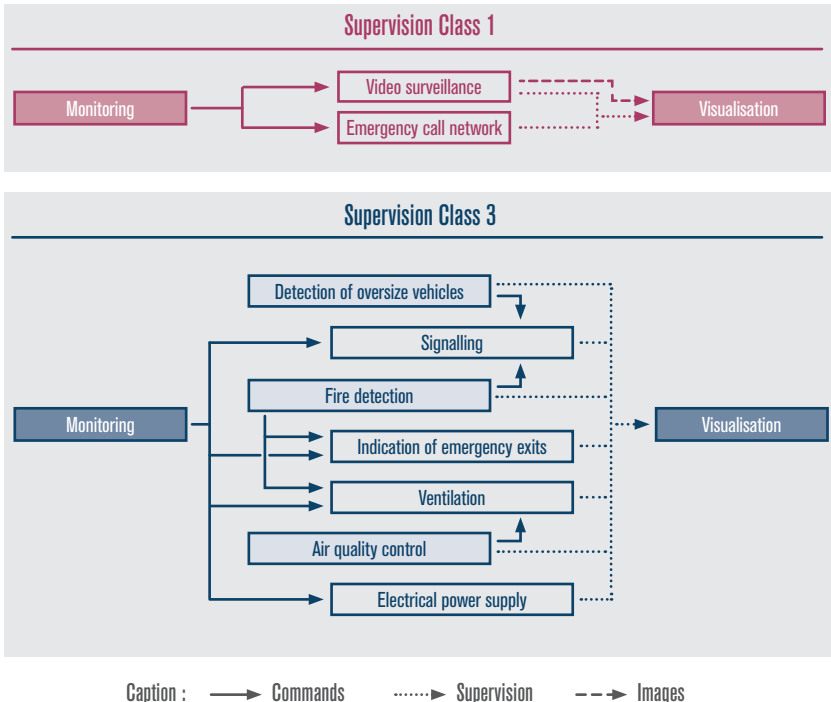 Supervision Class 1
Monitoring
Video surveillance
Emergency call network
Visualisation
Supervision Class 3
Detection of oversize vehicles
Signalling
Fire detection
Monitoring
Visualisation
Indication of emergency exits
Ventilation
Air quality control
Electrical power supply
Caption : Commands Supervision Images